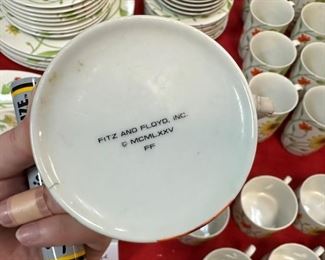 FITZ AND FLOYD, INC.
© MCMLXXV
FF